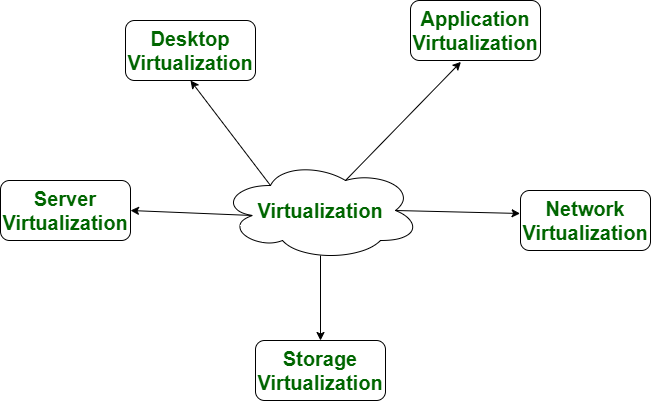 Desktop
Virtualization
Application
Virtualization
Server
Virtualization
Virtualization
Network
Virtualization
Storage
Virtualization